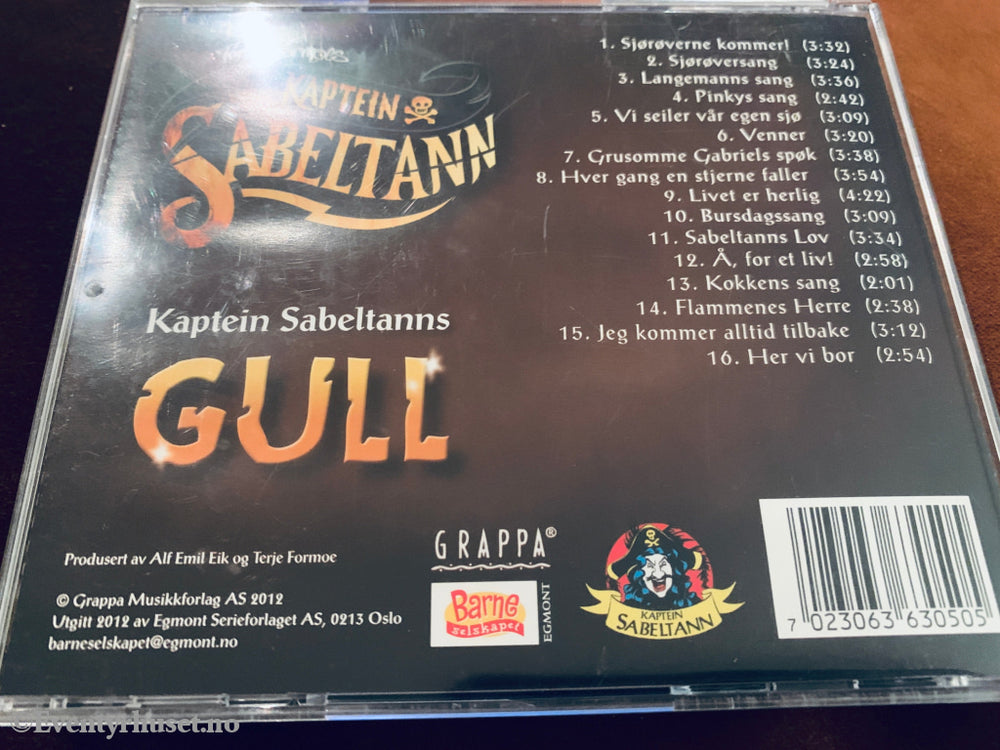 KAPTEIN
SABELTANN
Kaptein Sabeltanns
GULL
1. Sjørøverne kommer! (3:32)
2. Sjørøversang (3:24)
3. Langemanns sang (3:36)
4. Pinkys sang (2:42)
5. Vi seiler vår egen sjø (3:09)
6. Venner (3:20)
7. Grusomme Gabriels spøk (3:38)
8. Hver gang en stjerne faller (3:54)
9. Livet er herlig (4:22)
10. Bursdagssang (3:09)
11. Sabeltanns Lov (3:34)
12. Å, for et liv! (2:58)
13. Kokkens sang (2:01)
14. Flammenes Herre (2:38)
15. Jeg kommer alltid tilbake (3:12)
16. Her vi bor (2:54)
Produsert av Alf Emil Eik og Terje Formoe
© Grappa Musikkforlag AS 2012
Utgitt 2012 av Egmont Serieforlaget AS, 0213 Oslo
barneselskapet@egmont.no
GRAPPA®
Barne
selskapet
EGMONT
KAPTEIN
SABELTANN
7 023063 630505
©Eventyrhuset.no